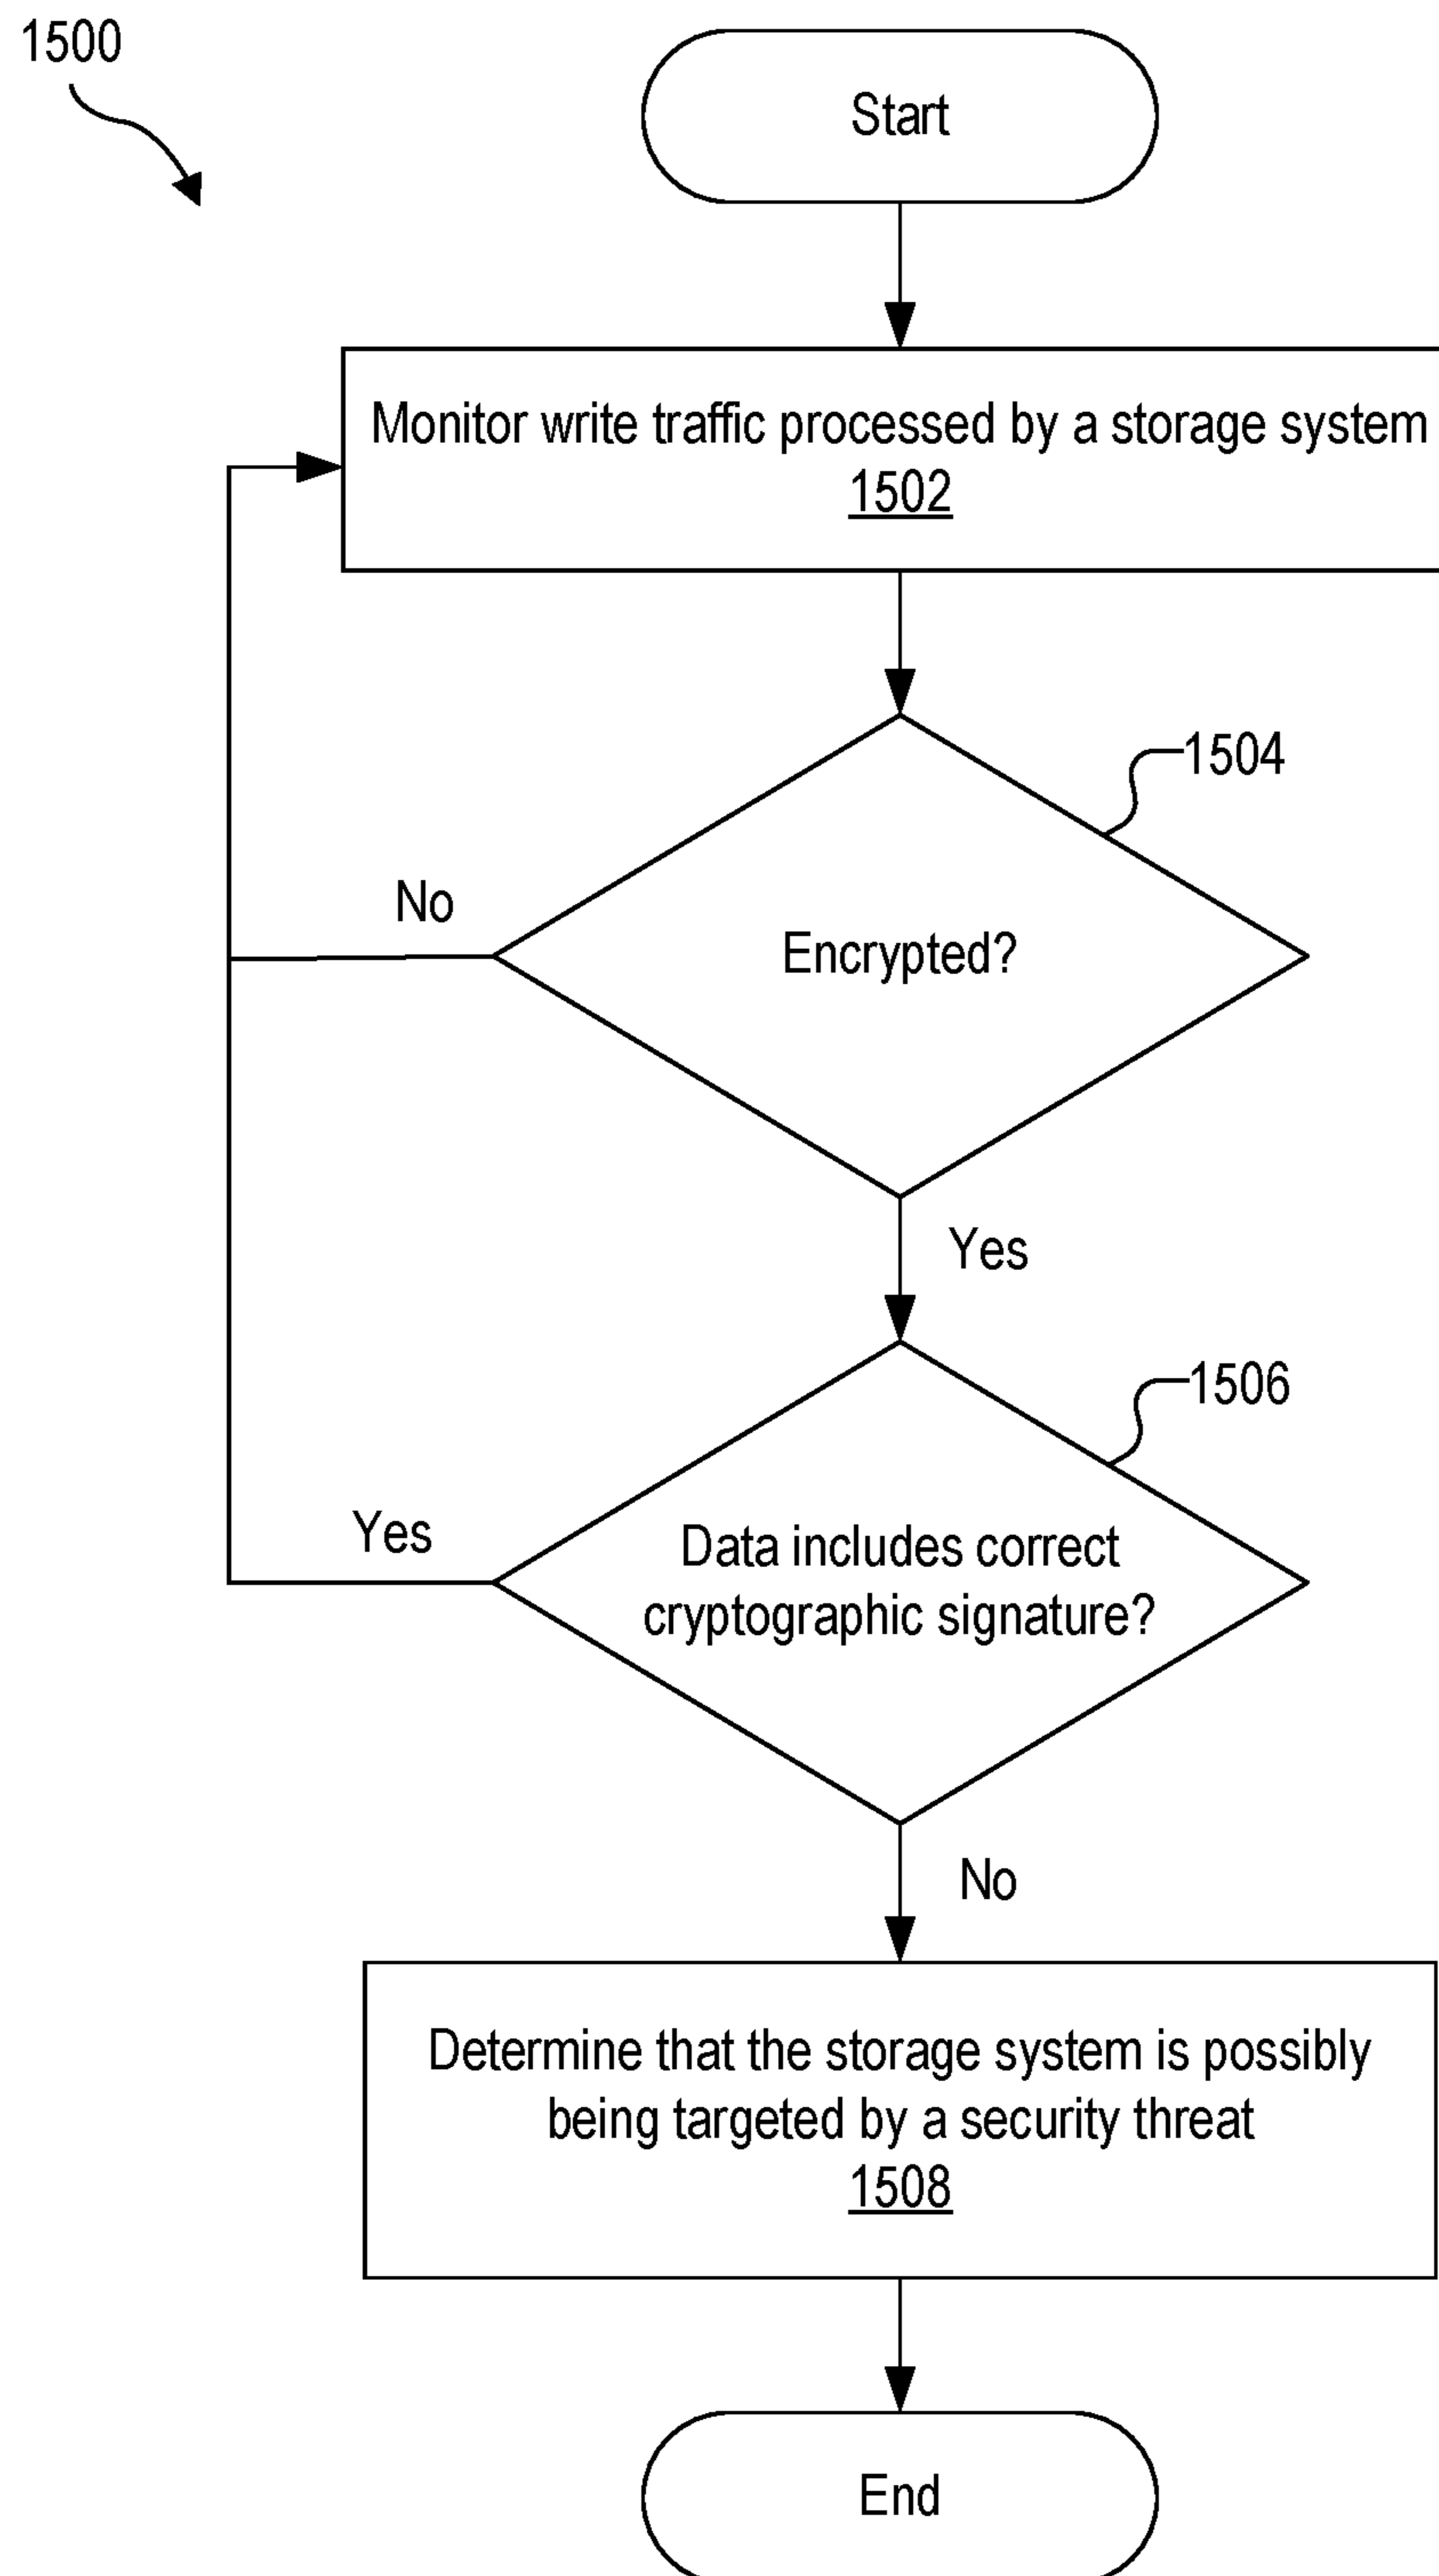 1500
Start
Monitor write traffic processed by a storage system
1502
1504
No
Encrypted?
Yes
1506
Yes
Data includes correct
cryptographic signature?
No
Determine that the storage system is possibly
being targeted by a security threat
1508
End